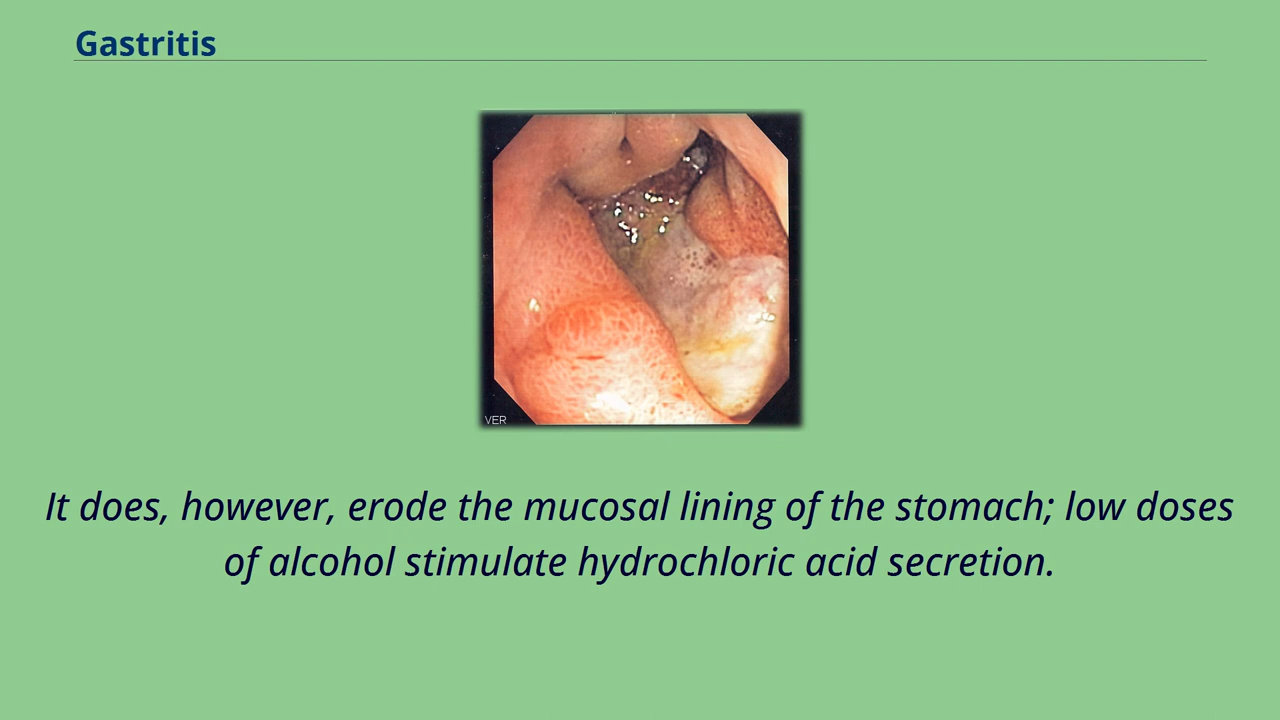 Gastritis
VER
It does, however, erode the mucosal lining of the stomach; low doses
of alcohol stimulate hydrochloric acid secretion.